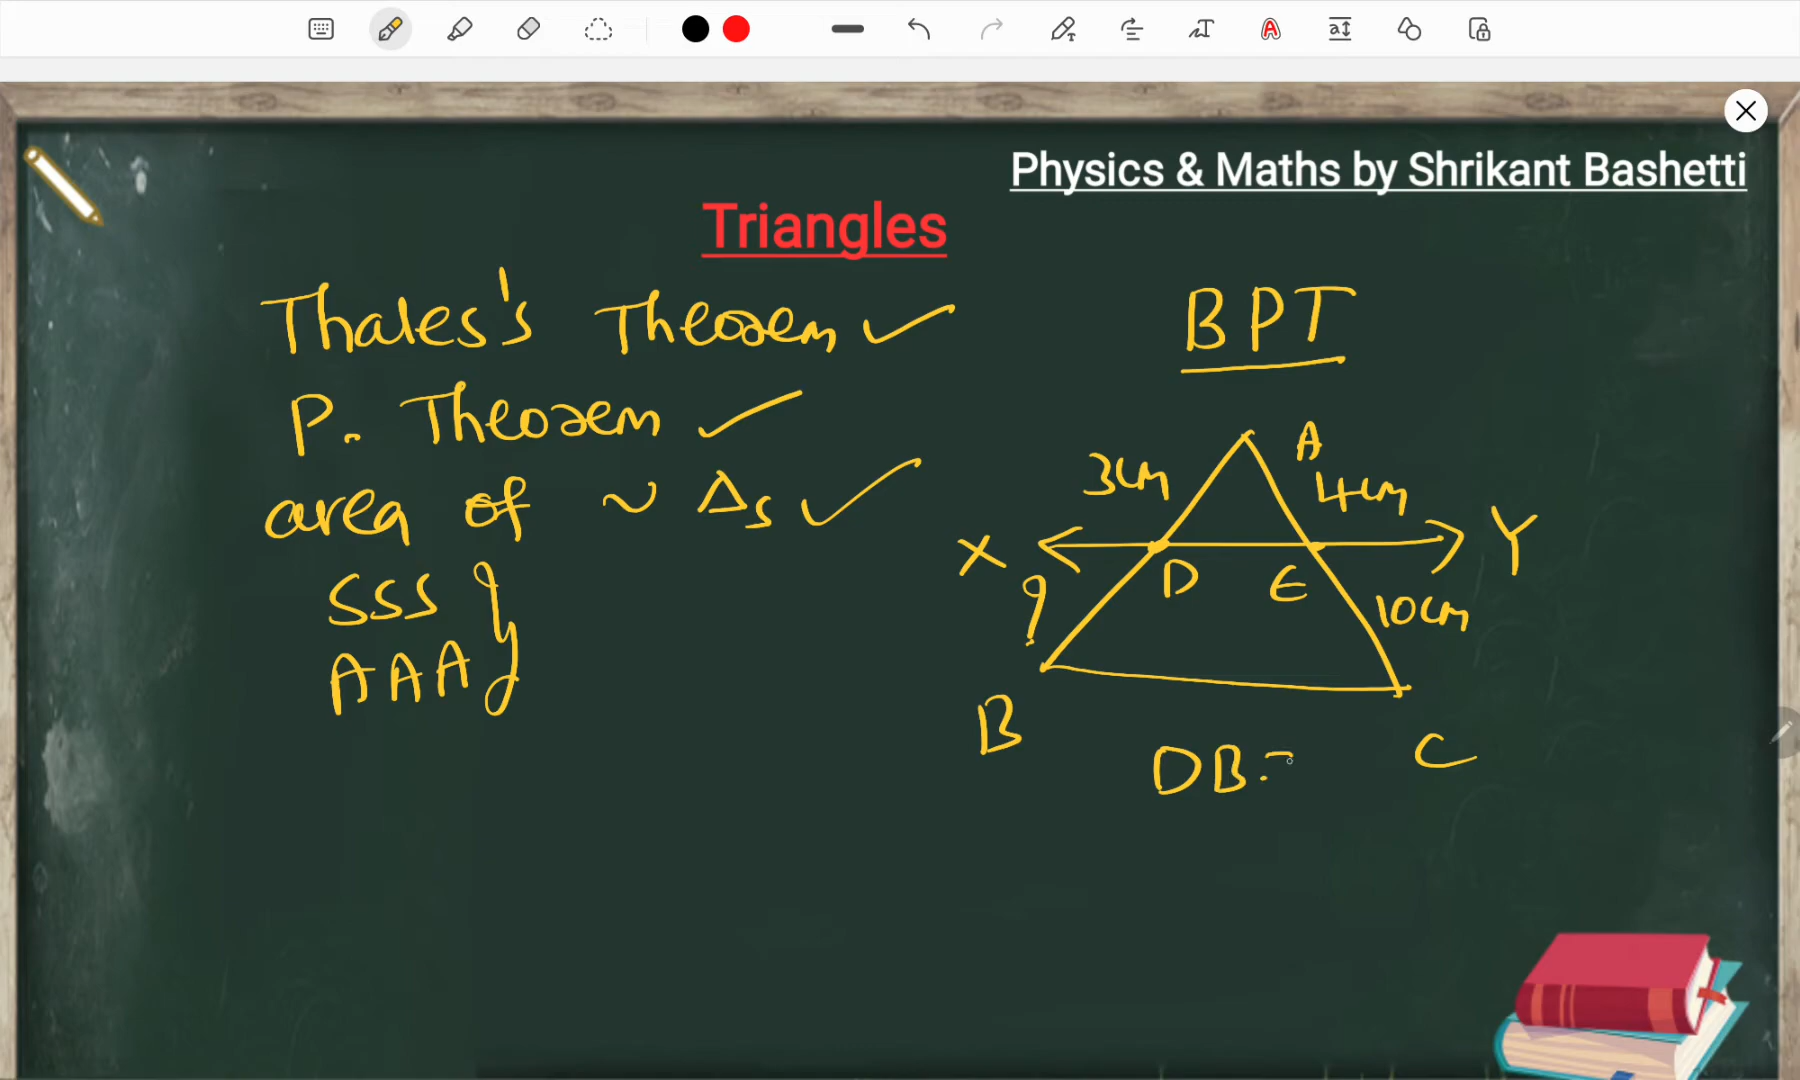 Physics & Maths by Shrikant Bashetti
Triangles
Thales's Theorem ✓
P. Theorem ✓
area of ~ Δs ✓
SSS }
AAA
BPT
A
3cm
4cm
X
Y
D
E
?
10cm
B
C
DB =